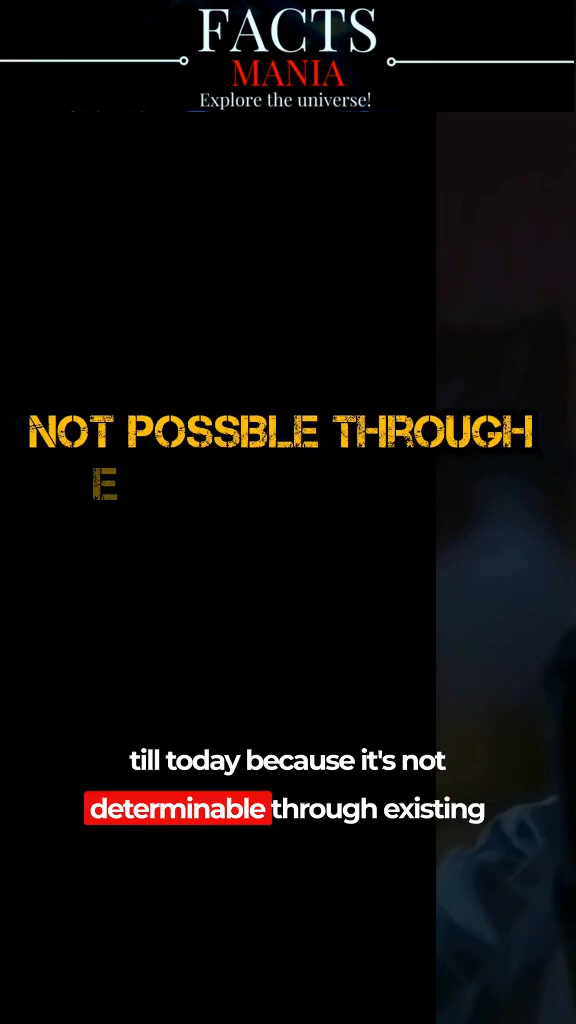 FACTS
MANIA
Explore the universe!
NOT POSSBLE THROUGH
E
till today because it's not
determinable through existing